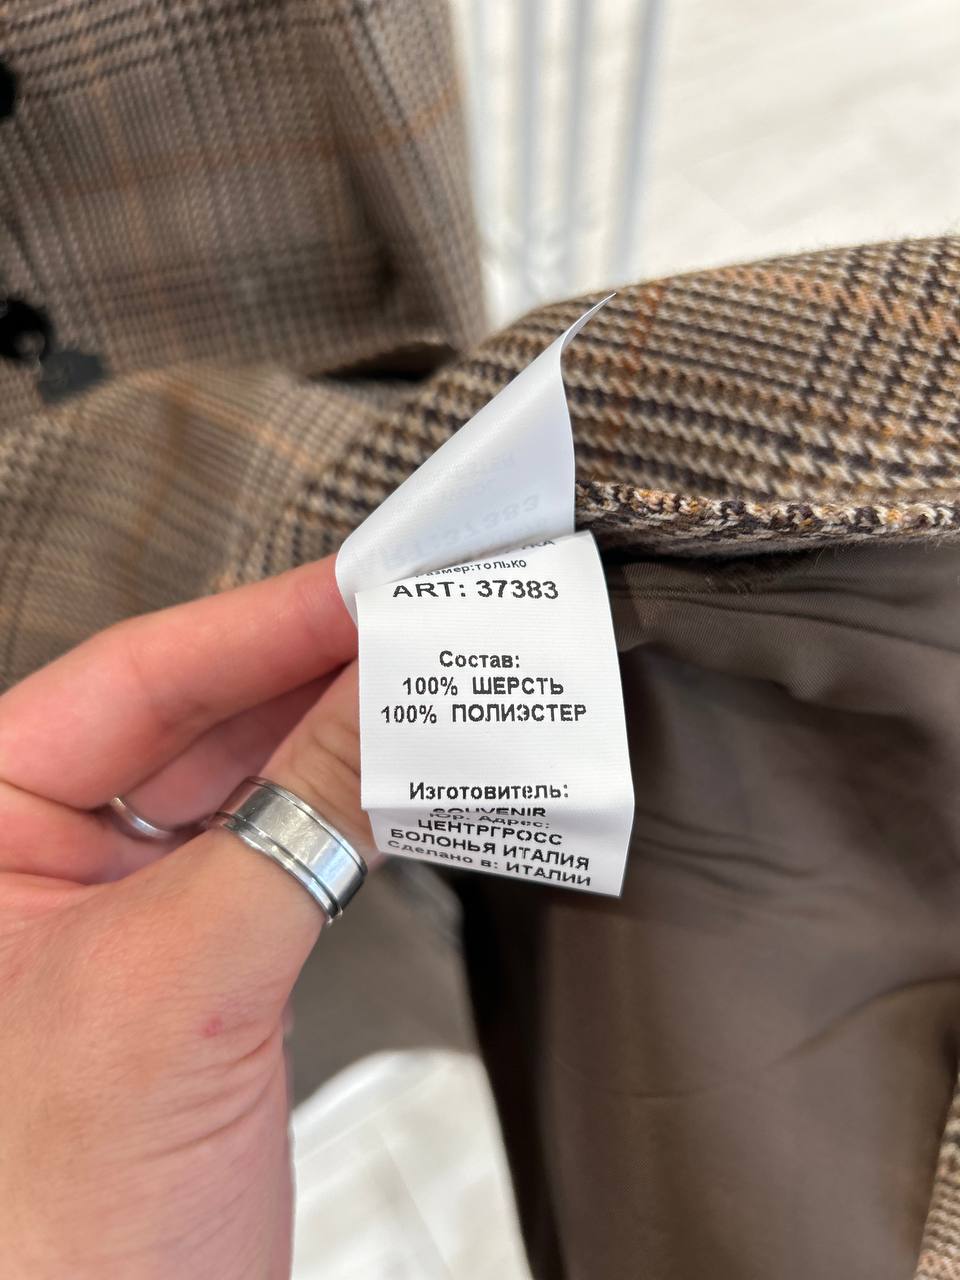 Размер:только
ART: 37383
Состав:
100% ШЕРСТЬ
100% ПОЛИЭСТЕР
Изготовитель:
SOUVENIR
Юр. Адрес:
ЦЕНТРГРОСС
БОЛОНЬЯ ИТАЛИЯ
Сделано в: ИТАЛИИ